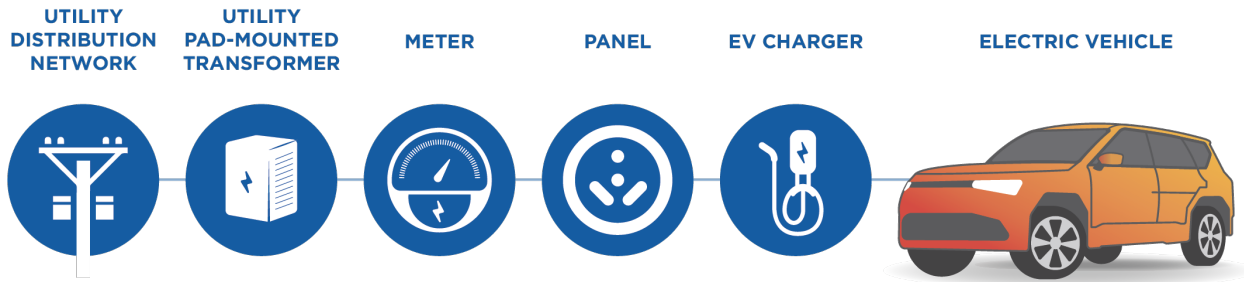 UTILITY
DISTRIBUTION
NETWORK
UTILITY
PAD-MOUNTED
TRANSFORMER
METER
PANEL
EV CHARGER
ELECTRIC VEHICLE